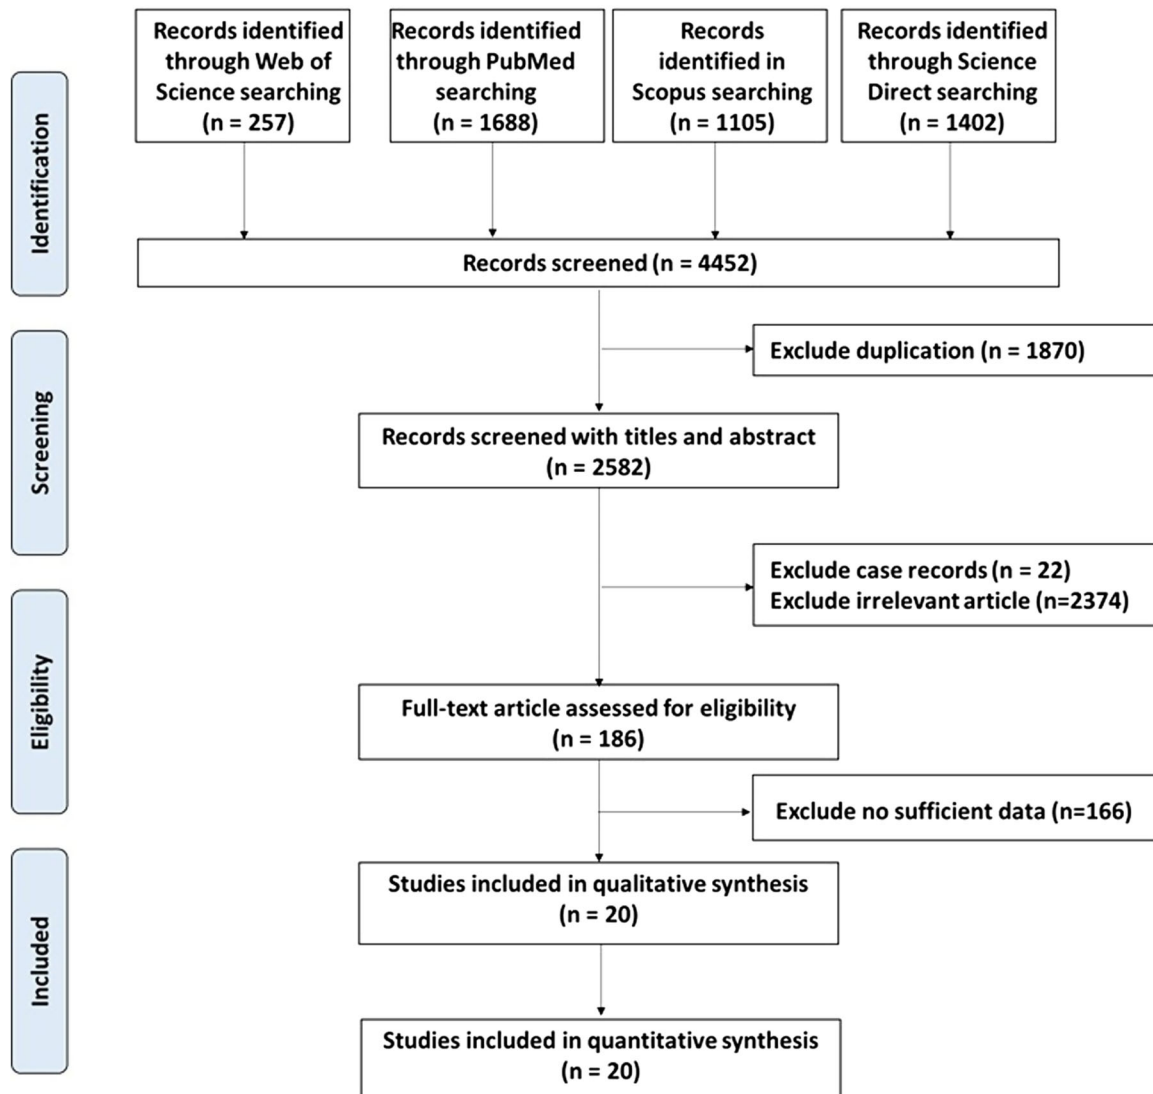 Records identified
through Web of
Science searching
(n = 257)
Records identified
through PubMed
searching
(n = 1688)
Records
identified in
Scopus searching
(n = 1105)
Records identified
through Science
Direct searching
(n = 1402)
Identification
Records screened (n = 4452)
Screening
Exclude duplication (n = 1870)
Records screened with titles and abstract
(n = 2582)
Exclude case records (n = 22)
Exclude irrelevant article (n=2374)
Eligibility
Full-text article assessed for eligibility
(n = 186)
Exclude no sufficient data (n=166)
Included
Studies included in qualitative synthesis
(n = 20)
Studies included in quantitative synthesis
(n = 20)